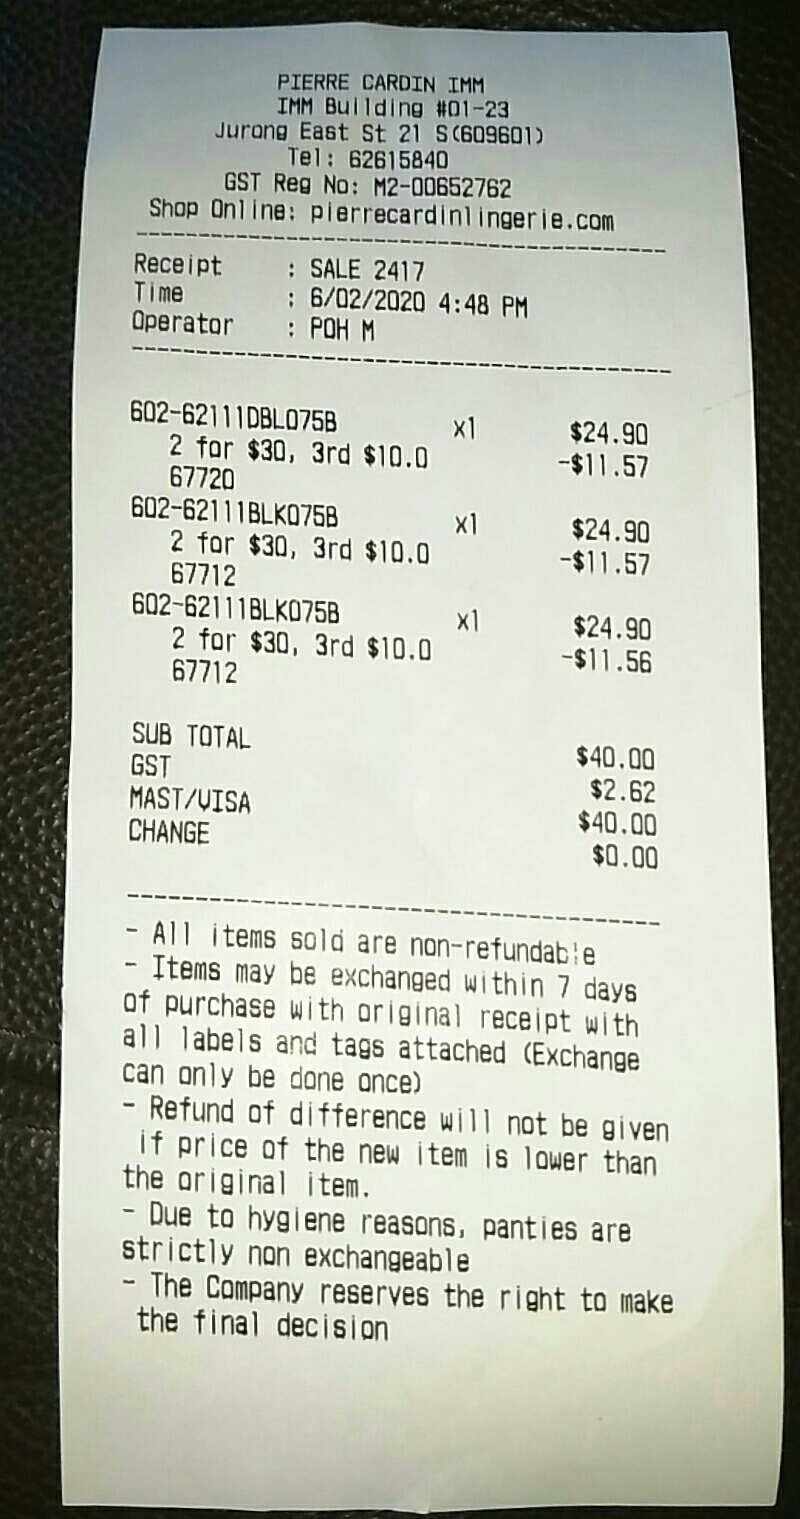 PIERRE CARDIN IMM
IMM Building #01-23
Jurong East St 21 S(609601)
Tel: 62615840
GST Reg No: M2-00652762
Shop Online: pierrecardinlingerie.com
Receipt : SALE 2417
Time : 6/02/2020 4:48 PM
Operator : POH M
602-62111DBL075B x1 $24.90
2 for $30, 3rd $10.0 -$11.57
67720
602-62111BLK075B x1 $24.90
2 for $30, 3rd $10.0 -$11.57
67712
602-62111BLK075B x1 $24.90
2 for $30, 3rd $10.0 -$11.56
67712
SUB TOTAL $40.00
GST $2.62
MAST/VISA $40.00
CHANGE $0.00
- All items sold are non-refundable
- Items may be exchanged within 7 days
of purchase with original receipt with
all labels and tags attached (Exchange
can only be done once)
- Refund of difference will not be given
if price of the new item is lower than
the original item.
- Due to hygiene reasons, panties are
strictly non exchangeable
- The Company reserves the right to make
the final decision